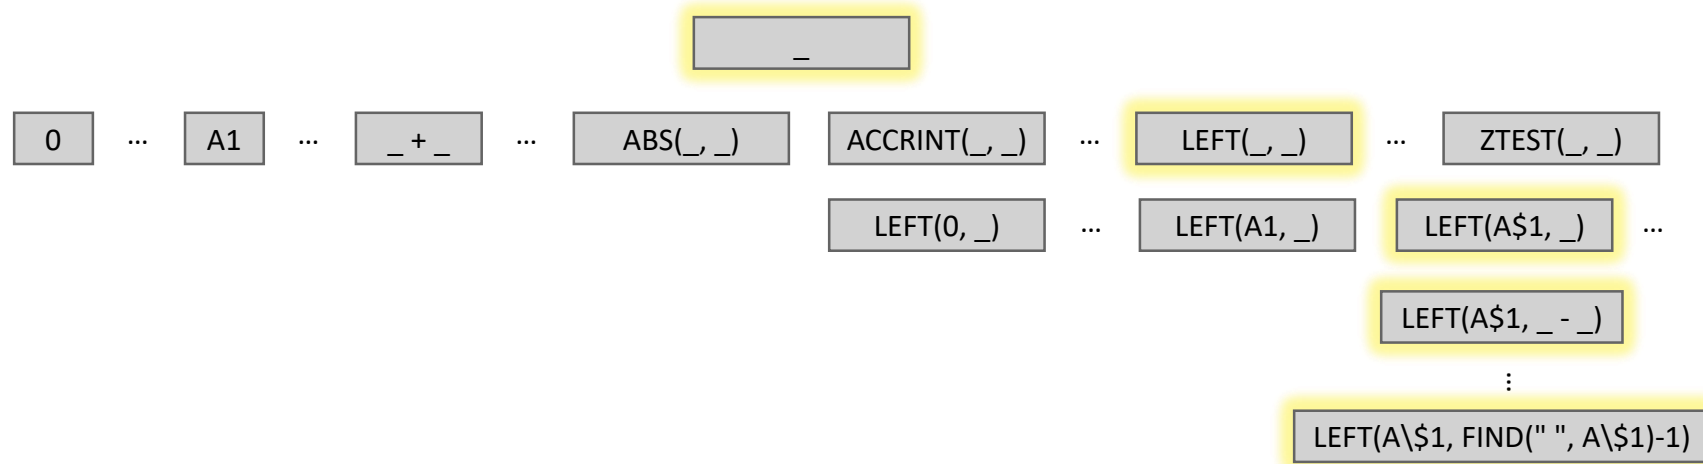 _
0 ... A1 ... _ + _ ... ABS(_, _) ACCRINT(_, _) ... LEFT(_, _) ... ZTEST(_, _)
LEFT(0, _) ... LEFT(A1, _) LEFT(A$1, _) ...
LEFT(A$1, _ - _)
⋮
LEFT(A\$1, FIND(" ", A\$1)-1)